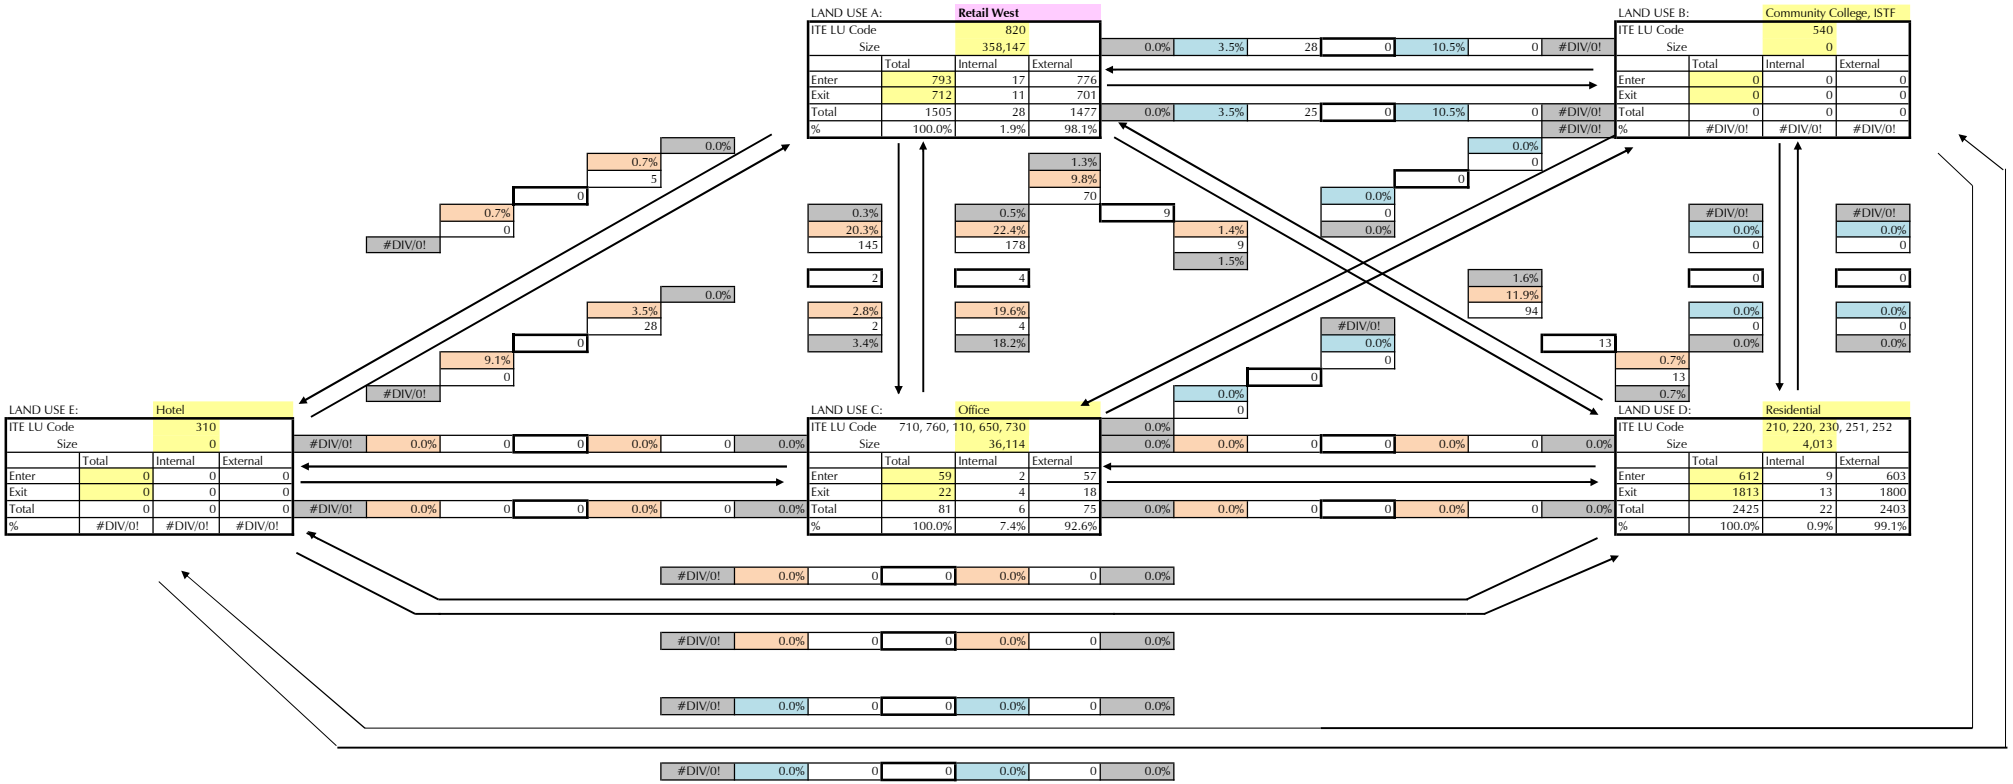 LAND USE A: Retail West LAND USE B: Community College, ISTF
ITE LU Code 820 ITE LU Code 540
Size 358,147 0.0% 3.5% 28 0 10.5% 0 #DIV/0! Size 0
Total Internal External Total Internal External
Enter 793 17 776 Enter 0 0 0
Exit 712 11 701 Exit 0 0 0
Total 1505 28 1477 0.0% 3.5% 25 0 10.5% 0 #DIV/0! Total 0 0 0
% 100.0% 1.9% 98.1% #DIV/0! % #DIV/0! #DIV/0! #DIV/0!
0.0% 0.0%
0.7% 1.3% 0
5 9.8% 0
0 70 0.0%
0.7% 0.3% 0.5% 9 0 #DIV/0! #DIV/0!
0 20.3% 22.4% 1.4% 0.0% 0.0% 0.0%
#DIV/0! 145 178 9 0 0
1.5%
2 4 1.6% 0 0
0.0% 11.9%
3.5% 2.8% 19.6% 94 0.0% 0.0%
28 2 4 #DIV/0! 0 0
0 3.4% 18.2% 0.0% 13 0.0% 0.0%
9.1% 0 0.7%
0 0 13
#DIV/0! 0.0% 0.7%
LAND USE E: Hotel LAND USE C: Office 0 LAND USE D: Residential
ITE LU Code 310 ITE LU Code 710, 760, 110, 650, 730 0.0% ITE LU Code 210, 220, 230, 251, 252
Size 0 #DIV/0! 0.0% 0 0 0.0% 0 0.0% Size 36,114 0.0% 0.0% 0 0 0.0% 0 0.0% Size 4,013
Total Internal External Total Internal External Total Internal External
Enter 0 0 0 Enter 59 2 57 Enter 612 9 603
Exit 0 0 0 Exit 22 4 18 Exit 1813 13 1800
Total 0 0 0 #DIV/0! 0.0% 0 0 0.0% 0 0.0% Total 81 6 75 0.0% 0.0% 0 0 0.0% 0 0.0% Total 2425 22 2403
% #DIV/0! #DIV/0! #DIV/0! % 100.0% 7.4% 92.6% % 100.0% 0.9% 99.1%
#DIV/0! 0.0% 0 0 0.0% 0 0.0%
#DIV/0! 0.0% 0 0 0.0% 0 0.0%
#DIV/0! 0.0% 0 0 0.0% 0 0.0%
#DIV/0! 0.0% 0 0 0.0% 0 0.0%